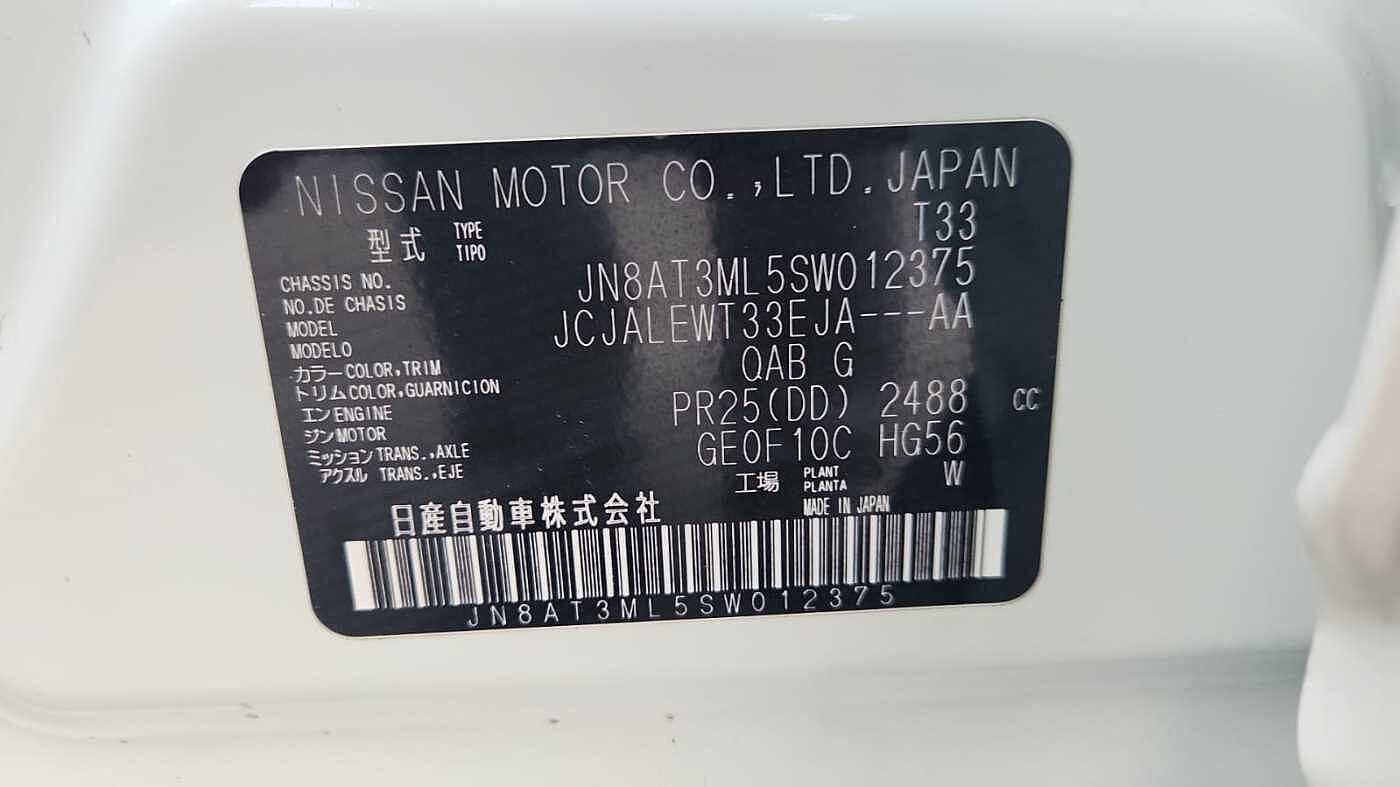 NISSAN MOTOR CO.,LTD.JAPAN
型式 TYPE TIPO T33
CHASSIS NO. NO.DE CHASIS JN8AT3ML5SW012375
MODEL MODELO JCJALEWT33EJA---AA
カラー COLOR,TRIM
トリム COLOR,GUARNICION QAB G
エン ENGINE
ジン MOTOR PR25(DD) 2488 CC
ミッション TRANS.,AXLE
アクスル TRANS.,EJE GE0F10C HG56
工場 PLANT PLANTA W
日産自動車株式会社 MADE IN JAPAN
JN8AT3ML5SW012375